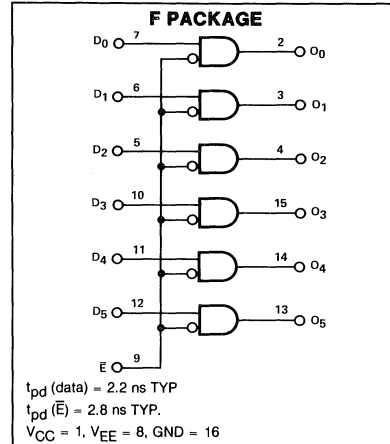 F PACKAGE
D0 7 2 O0
D1 6 3 O1
D2 5 4 O2
D3 10 15 O3
D4 11 14 O4
D5 12 13 O5
E̅ 9
tpd (data) = 2.2 ns TYP
tpd (E̅) = 2.8 ns TYP.
VCC = 1, VEE = 8, GND = 16